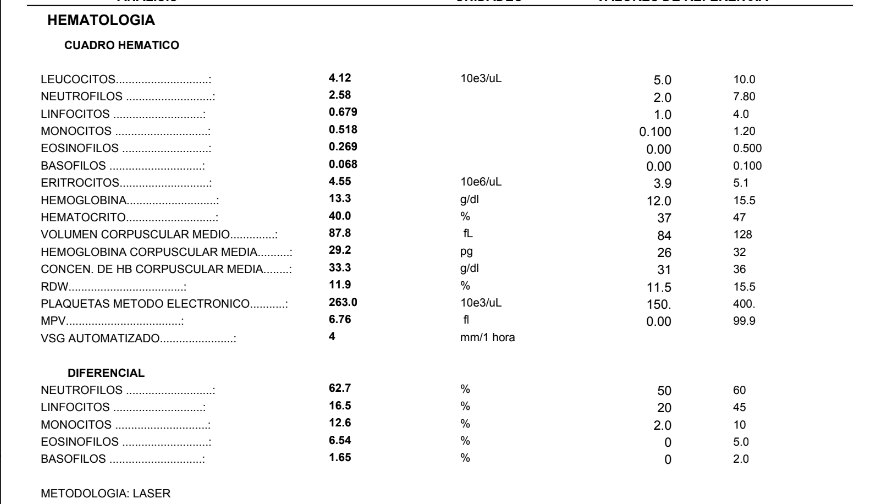 HEMATOLOGIA
CUADRO HEMATICO
LEUCOCITOS............................: 4.12 10e3/uL 5.0 10.0
NEUTROFILOS ..........................: 2.58 2.0 7.80
LINFOCITOS ..........................: 0.679 1.0 4.0
MONOCITOS ............................: 0.518 0.100 1.20
EOSINOFILOS ..........................: 0.269 0.00 0.500
BASOFILOS ............................: 0.068 0.00 0.100
ERITROCITOS...........................: 4.55 10e6/uL 3.9 5.1
HEMOGLOBINA...........................: 13.3 g/dl 12.0 15.5
HEMATOCRITO...........................: 40.0 % 37 47
VOLUMEN CORPUSCULAR MEDIO.............: 87.8 fL 84 128
HEMOGLOBINA CORPUSCULAR MEDIA..........: 29.2 pg 26 32
CONCEN. DE HB CORPUSCULAR MEDIA........: 33.3 g/dl 31 36
RDW...................................: 11.9 % 11.5 15.5
PLAQUETAS METODO ELECTRONICO...........: 263.0 10e3/uL 150. 400.
MPV...................................: 6.76 fl 0.00 99.9
VSG AUTOMATIZADO.......................: 4 mm/1 hora
DIFERENCIAL
NEUTROFILOS ..........................: 62.7 % 50 60
LINFOCITOS ..........................: 16.5 % 20 45
MONOCITOS ............................: 12.6 % 2.0 10
EOSINOFILOS ..........................: 6.54 % 0 5.0
BASOFILOS ............................: 1.65 % 0 2.0
METODOLOGIA: LASER